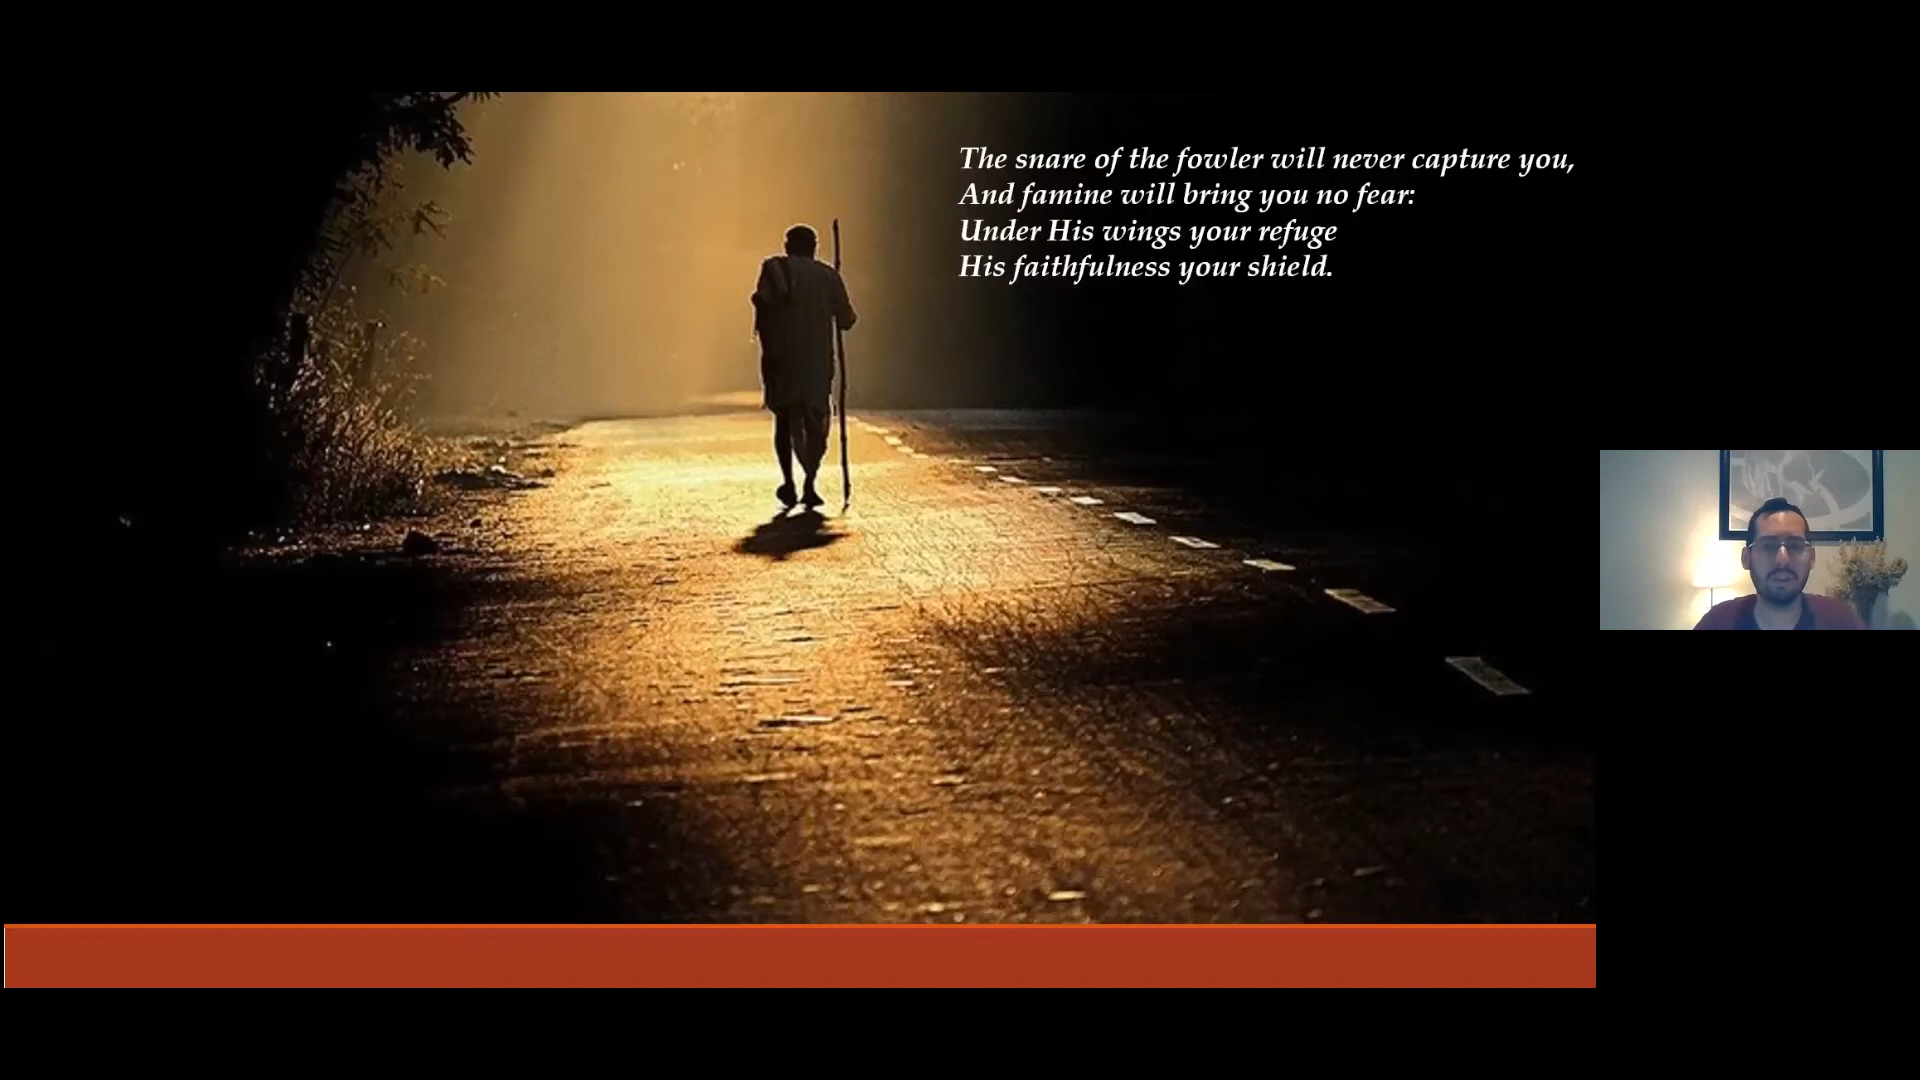 The snare of the fowler will never capture you,
And famine will bring you no fear:
Under His wings your refuge
His faithfulness your shield.